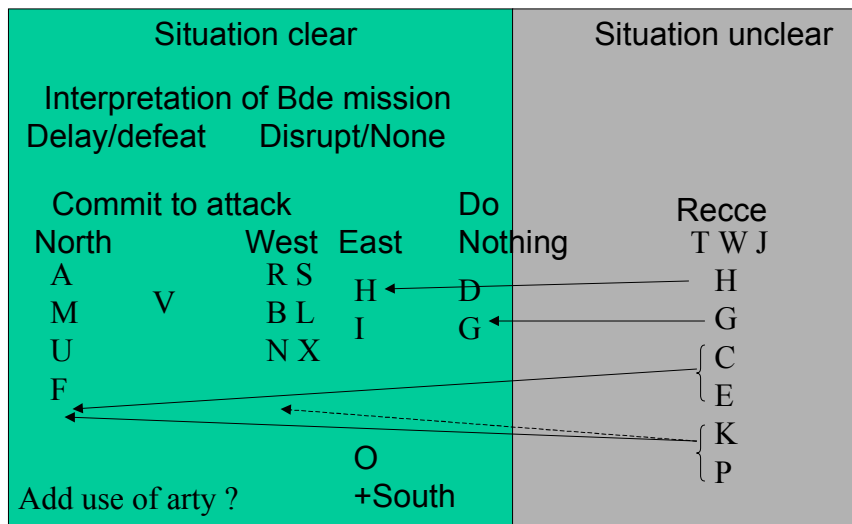 Situation clear
Situation unclear
Interpretation of Bde mission
Delay/defeat Disrupt/None
Commit to attack
Do
Nothing
Recce
North West East
T W J
A
M
U
F
V
R S
B L
N X
H
I
D
G
H
G
C
E
K
P
O
+South
Add use of arty ?